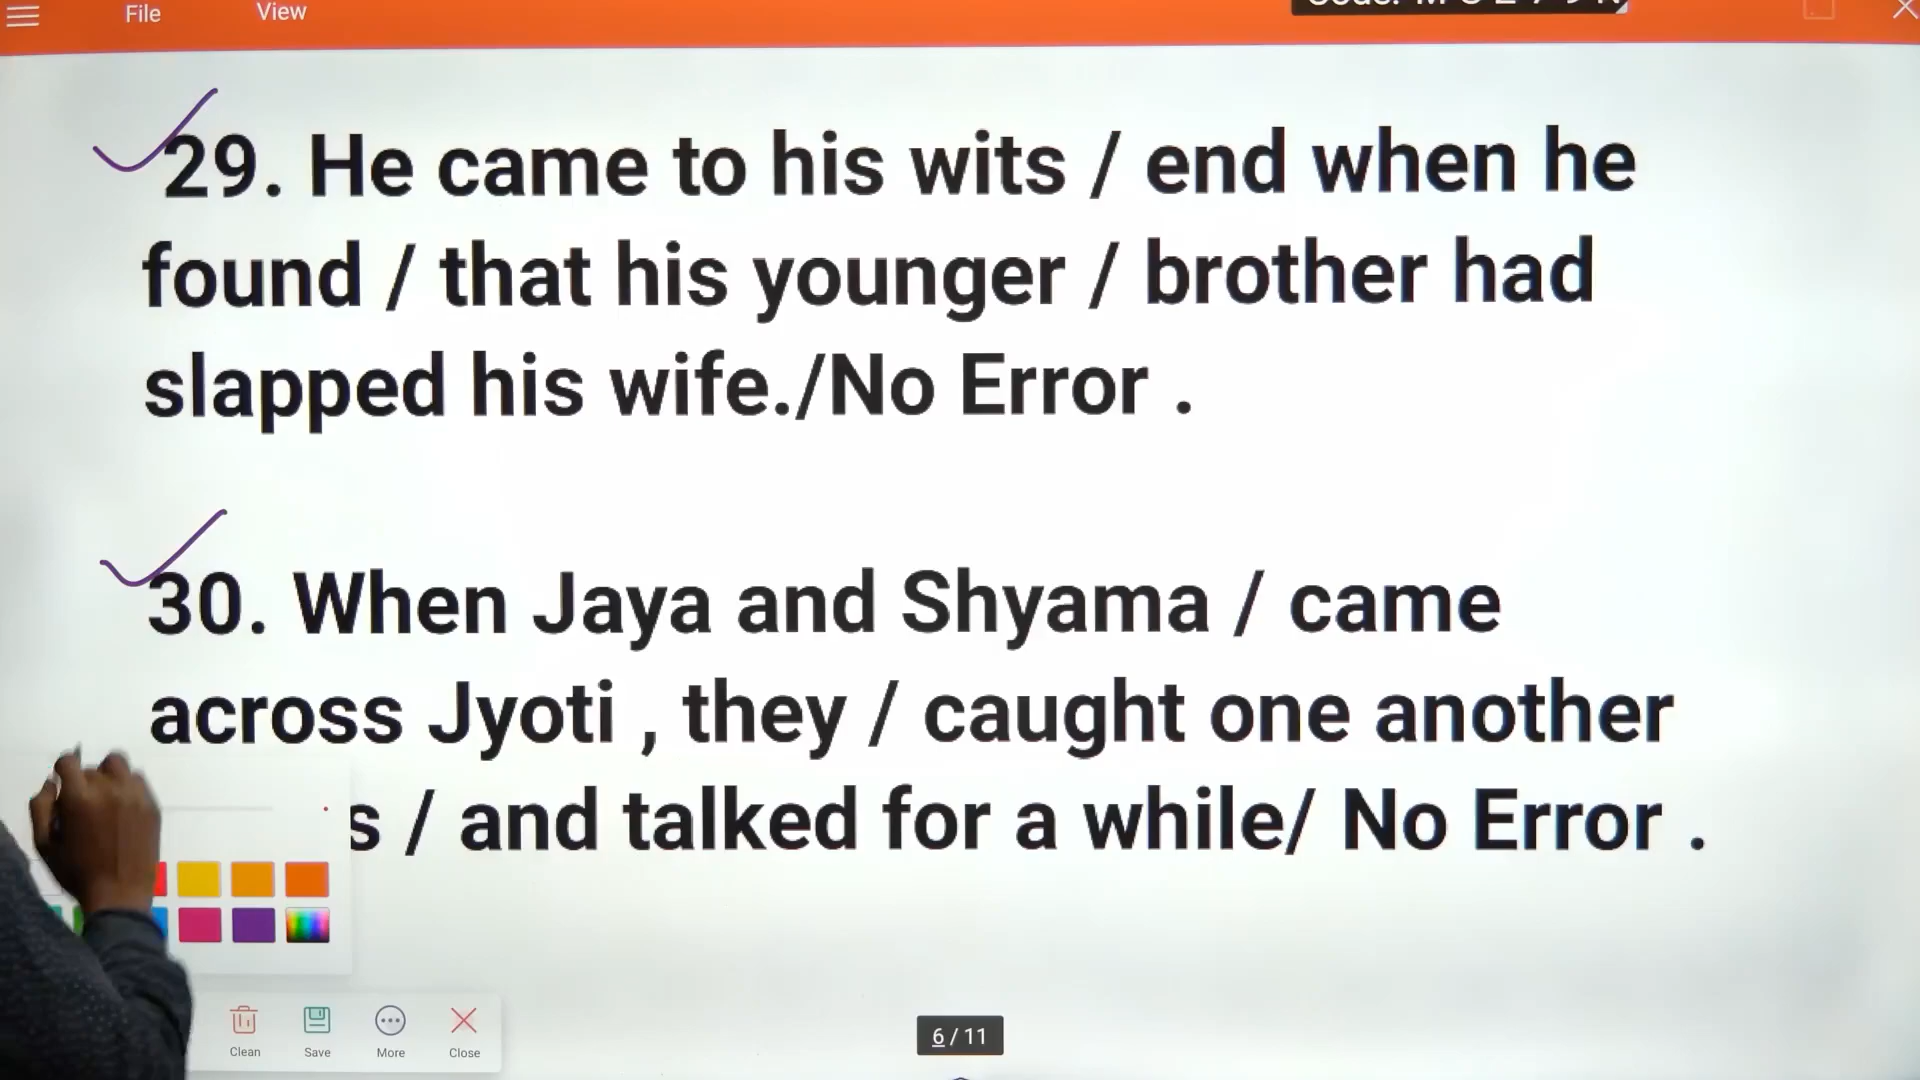 File View
29. He came to his wits / end when he
found / that his younger / brother had
slapped his wife./No Error .
30. When Jaya and Shyama / came
across Jyoti , they / caught one another
s / and talked for a while/ No Error .
Clean Save More Close
6 / 11